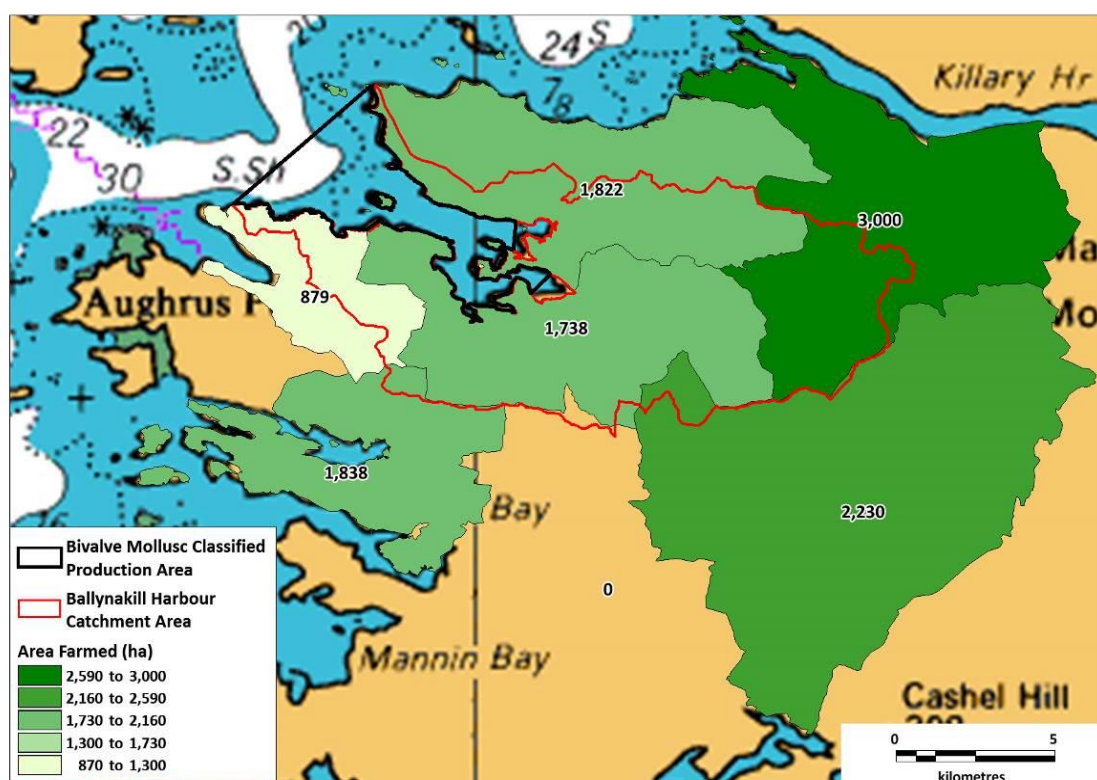 20
S
24 S
7
8
Killary Hr
22
30
S.Sh
1,822
3,000
Ma
879
Aughrus P
1,738
Mo
1,838
Bay
2,230
0
Mannin Bay
Cashel Hill
Bivalve Mollusc Classified
Production Area
Ballynakill Harbour
Catchment Area
Area Farmed (ha)
2,590 to 3,000
2,160 to 2,590
1,730 to 2,160
1,300 to 1,730
870 to 1,300
0 5
kilometres